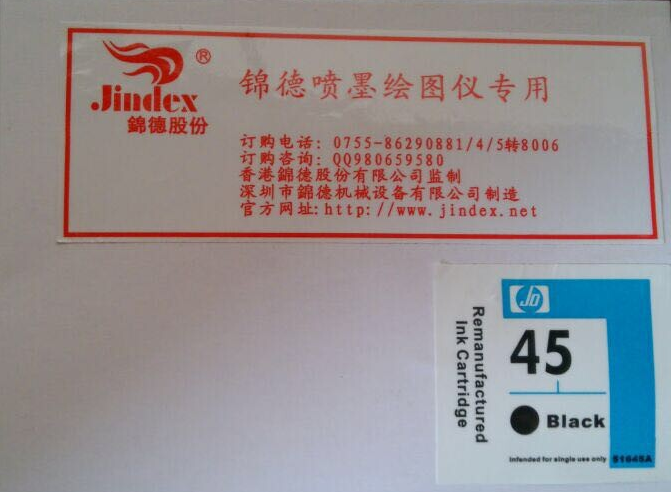 Jindex®
錦德股份
锦德喷墨绘图仪专用
订购电话: 0755-86290881/4/5转8006
订购咨询: QQ980659580
香港錦德股份有限公司监制
深圳市錦德机械设备有限公司制造
官方网址: http://www.jindex.net
JD
Remanufactured
Ink Cartridge
45
Black
Intended for single use only
51645A